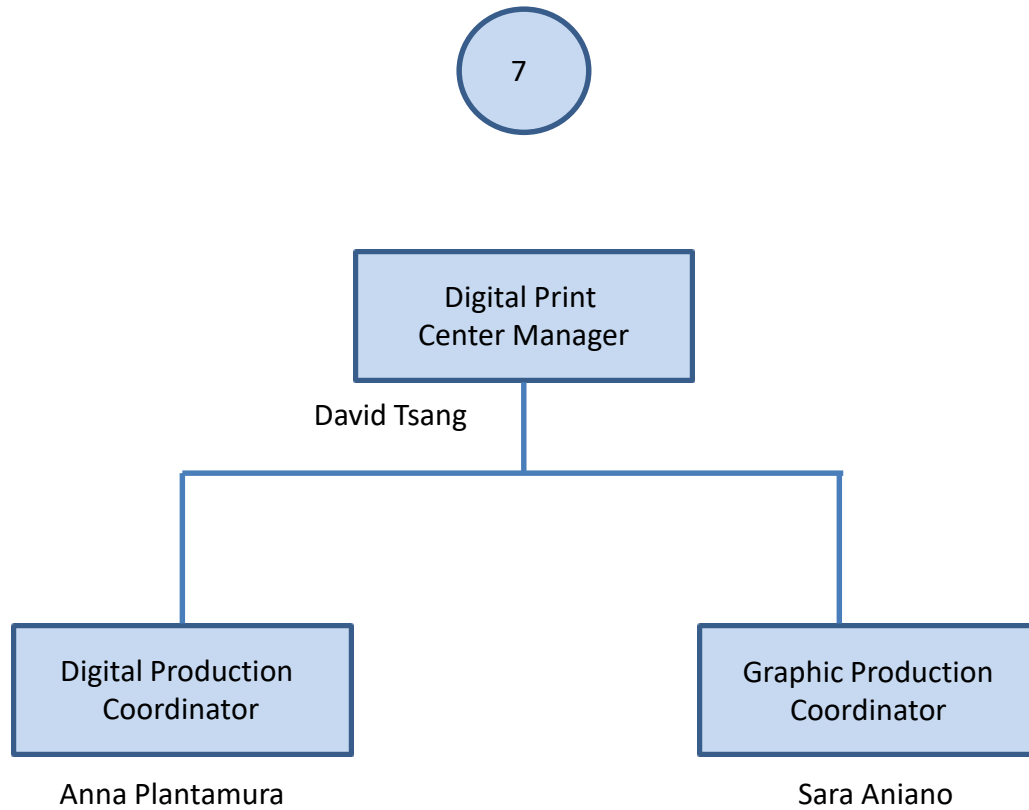 7
Digital Print
Center Manager
David Tsang
Digital Production
Coordinator
Graphic Production
Coordinator
Anna Plantamura
Sara Aniano